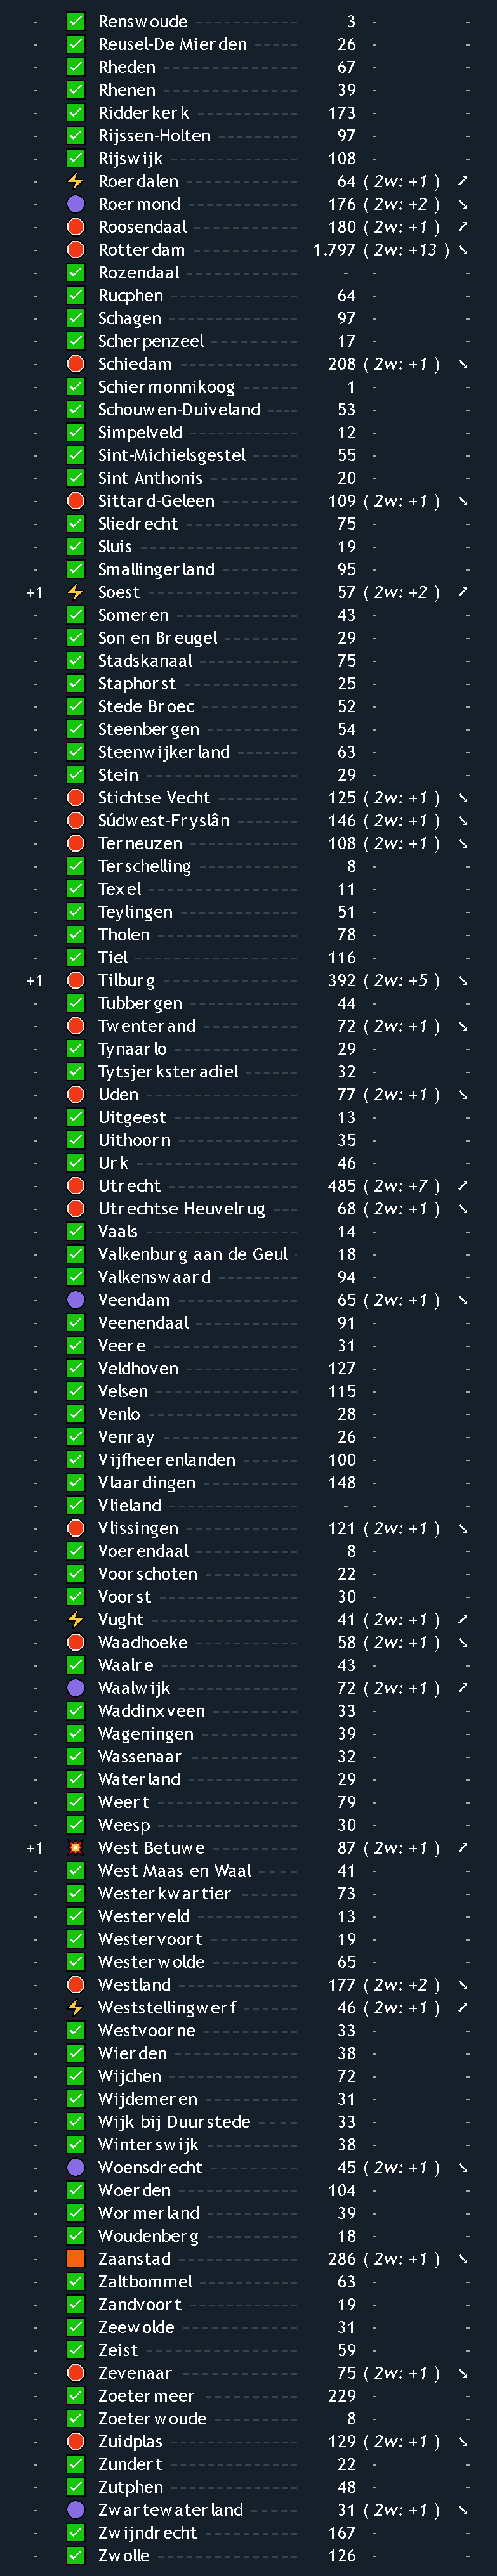 - ✅ Renswoude ---------- 3 -
- ✅ Reusel-De Mierden ----- 26 - -
- ✅ Rheden ------------- 67 - -
- ✅ Rhenen ------------- 39 - -
- ✅ Ridderkerk ---------- 173 - -
- ✅ Rijssen-Holten -------- 97 - -
- ✅ Rijswijk ------------- 108 - -
- ⚡ Roerdalen ----------- 64 ( 2w: +1 ) ➚
- 🟣 Roermond ----------- 176 ( 2w: +2 ) ➘
- 🛑 Roosendaal ---------- 180 ( 2w: +1 ) ➚
- 🛑 Rotterdam ---------- 1.797 ( 2w: +13 ) ➘
- ✅ Rozendaal ----------- - - -
- ✅ Rucphen ------------ 64 - -
- ✅ Schagen ------------ 97 - -
- ✅ Scherpenzeel --------- 17 - -
- 🛑 Schiedam ----------- 208 ( 2w: +1 ) ➘
- ✅ Schiermonnikoog ------ 1 - -
- ✅ Schouwen-Duiveland ---- 53 - -
- ✅ Simpelveld ----------- 12 - -
- ✅ Sint-Michielsgestel ----- 55 - -
- ✅ Sint Anthonis --------- 20 - -
- 🛑 Sittard-Geleen -------- 109 ( 2w: +1 ) ➘
- ✅ Sliedrecht ----------- 75 - -
- ✅ Sluis --------------- 19 - -
- ✅ Smallingerland -------- 95 - -
+1 ⚡ Soest --------------- 57 ( 2w: +2 ) ➚
- ✅ Someren ------------ 43 - -
- ✅ Son en Breugel -------- 29 - -
- ✅ Stadskanaal ---------- 75 - -
- ✅ Staphorst ----------- 25 - -
- ✅ Stede Broec ---------- 52 - -
- ✅ Steenbergen --------- 54 - -
- ✅ Steenwijkerland ------- 63 - -
- ✅ Stein --------------- 29 - -
- 🛑 Stichtse Vecht -------- 125 ( 2w: +1 ) ➘
- 🛑 Súdwest-Fryslân ------- 146 ( 2w: +1 ) ➘
- 🛑 Terneuzen ---------- 108 ( 2w: +1 ) ➘
- ✅ Terschelling ---------- 8 - -
- ✅ Texel --------------- 11 - -
- ✅ Teylingen ----------- 51 - -
- ✅ Tholen ------------- 78 - -
- ✅ Tiel ---------------- 116 - -
+1 🛑 Tilburg ------------- 392 ( 2w: +5 ) ➘
- ✅ Tubbergen ---------- 44 - -
- 🛑 Twenterand --------- 72 ( 2w: +1 ) ➘
- ✅ Tynaarlo ------------ 29 - -
- ✅ Tytsjerksteradiel ------ 32 - -
- 🛑 Uden --------------- 77 ( 2w: +1 ) ➘
- ✅ Uitgeest ------------ 13 - -
- ✅ Uithoorn ------------ 35 - -
- ✅ Urk ---------------- 46 - -
- 🛑 Utrecht ------------- 485 ( 2w: +7 ) ➚
- 🛑 Utrechtse Heuvelrug --- 68 ( 2w: +1 ) ➘
- ✅ Vaals --------------- 14 - -
- ✅ Valkenburg aan de Geul - 18 - -
- ✅ Valkenswaard -------- 94 - -
- 🟣 Veendam ------------ 65 ( 2w: +1 ) ➘
- ✅ Veenendaal ---------- 91 - -
- ✅ Veere -------------- 31 - -
- ✅ Veldhoven ----------- 127 - -
- ✅ Velsen -------------- 115 - -
- ✅ Venlo --------------- 28 - -
- ✅ Venray ------------- 26 - -
- ✅ Vijfheerenlanden ------ 100 - -
- ✅ Vlaardingen ---------- 148 - -
- ✅ Vlieland ------------- - - -
- 🛑 Vlissingen ----------- 121 ( 2w: +1 ) ➘
- ✅ Voerendaal ---------- 8 - -
- ✅ Voorschoten --------- 22 - -
- ✅ Voorst ------------- 30 - -
- ⚡ Vught -------------- 41 ( 2w: +1 ) ➚
- 🛑 Waadhoeke ---------- 58 ( 2w: +1 ) ➘
- ✅ Waalre ------------- 43 - -
- 🟣 Waalwijk ------------ 72 ( 2w: +1 ) ➚
- ✅ Waddinxveen -------- 33 - -
- ✅ Wageningen --------- 39 - -
- ✅ Wassenaar ---------- 32 - -
- ✅ Waterland ---------- 29 - -
- ✅ Weert -------------- 79 - -
- ✅ Weesp -------------- 30 - -
+1 💥 West Betuwe --------- 87 ( 2w: +1 ) ➚
- ✅ West Maas en Waal ---- 41 - -
- ✅ Westerkwartier ------- 73 - -
- ✅ Westerveld ---------- 13 - -
- ✅ Westervoort --------- 19 - -
- ✅ Westerwolde --------- 65 - -
- 🛑 Westland ----------- 177 ( 2w: +2 ) ➘
- ⚡ Weststellingwerf ------ 46 ( 2w: +1 ) ➚
- ✅ Westvoorne --------- 33 - -
- ✅ Wierden ------------ 38 - -
- ✅ Wijchen ------------ 72 - -
- ✅ Wijdemeren --------- 31 - -
- ✅ Wijk bij Duurstede ---- 33 - -
- ✅ Winterswijk --------- 38 - -
- 🟣 Woensdrecht --------- 45 ( 2w: +1 ) ➘
- ✅ Woerden ------------ 104 - -
- ✅ Wormerland --------- 39 - -
- ✅ Woudenberg --------- 18 - -
- 🟧 Zaanstad ----------- 286 ( 2w: +1 ) ➘
- ✅ Zaltbommel --------- 63 - -
- ✅ Zandvoort ---------- 19 - -
- ✅ Zeewolde ----------- 31 - -
- ✅ Zeist --------------- 59 - -
- 🛑 Zevenaar ----------- 75 ( 2w: +1 ) ➘
- ✅ Zoetermeer --------- 229 - -
- ✅ Zoeterwoude -------- 8 - -
- 🛑 Zuidplas ------------ 129 ( 2w: +1 ) ➘
- ✅ Zundert ------------ 22 - -
- ✅ Zutphen ------------ 48 - -
- 🟣 Zwartewaterland ----- 31 ( 2w: +1 ) ➘
- ✅ Zwijndrecht --------- 167 - -
- ✅ Zwolle ------------- 126 - -